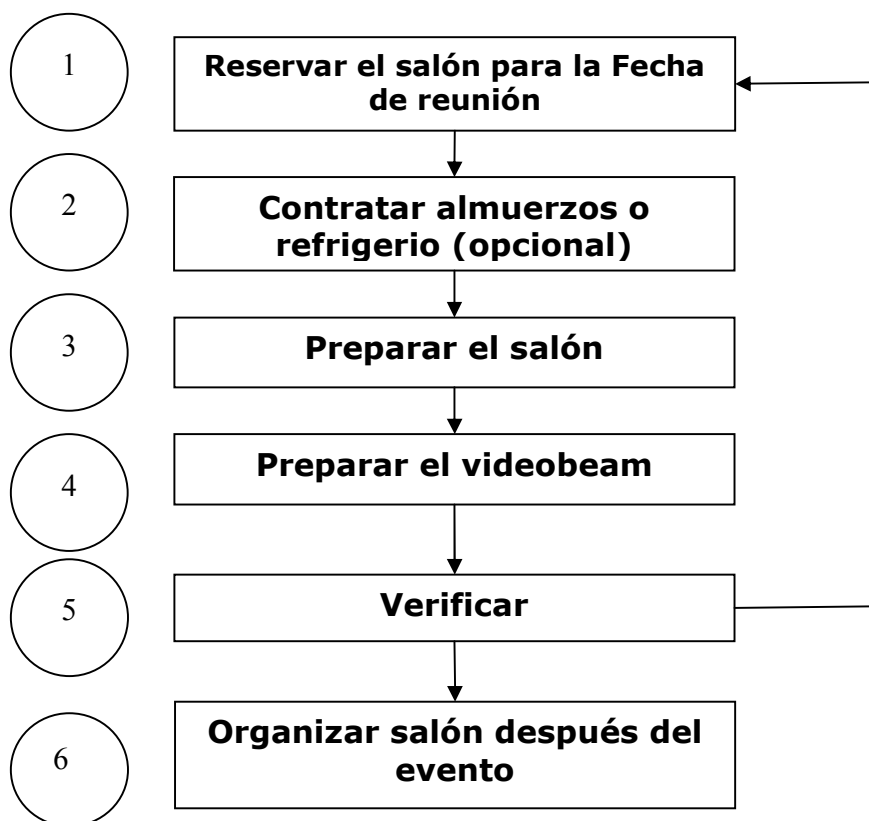 1
Reservar el salón para la Fecha
de reunión
2
Contratar almuerzos o
refrigerio (opcional)
3
Preparar el salón
4
Preparar el videobeam
5
Verificar
6
Organizar salón después del
evento